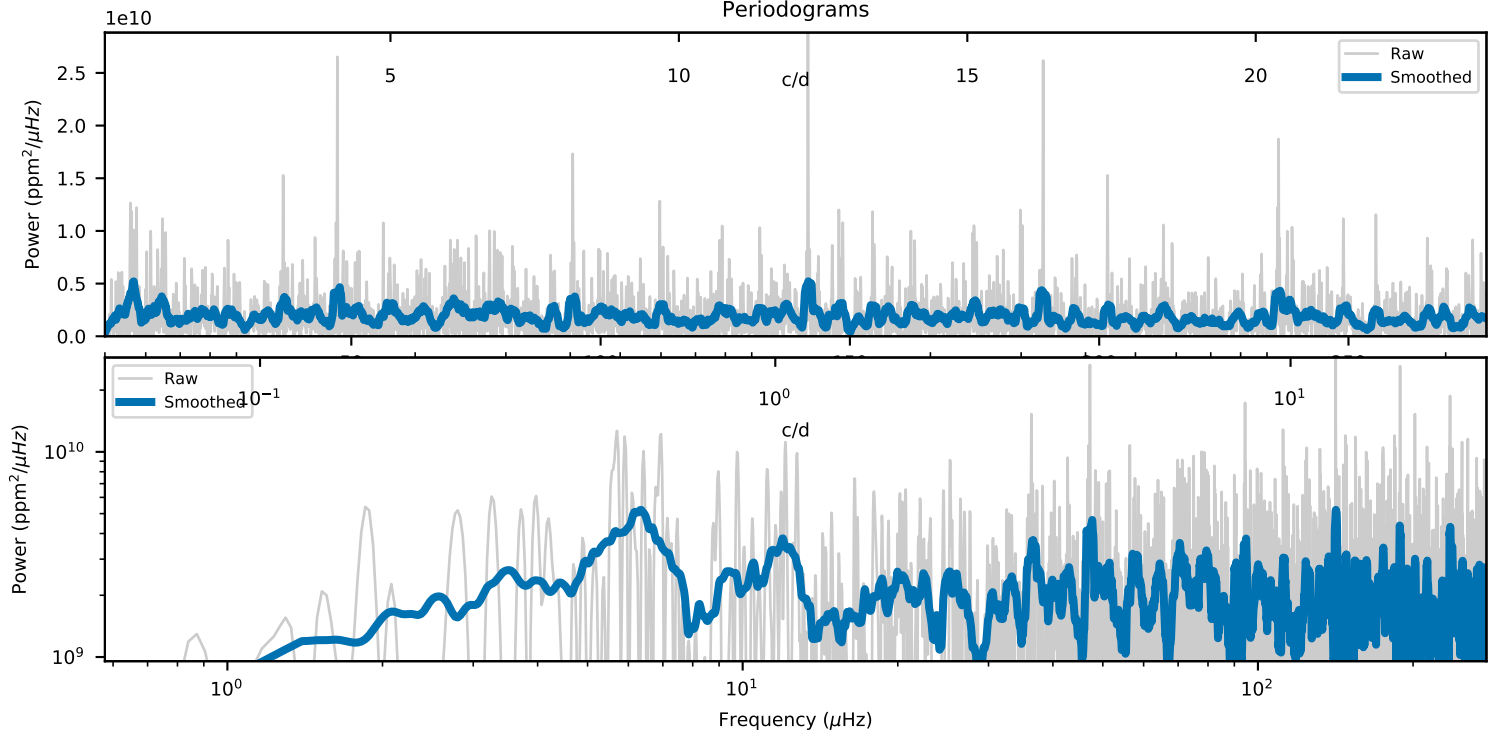 Periodograms
1e10
5 10 15 20
c/d
Raw
Smoothed
2.5
2.0
1.5
1.0
0.5
0.0
Power (ppm²/μHz)
Raw
Smoothed
10⁻¹ 10⁰ 10¹
c/d
10¹⁰
10⁹
Power (ppm²/μHz)
10⁰ 10¹ 10²
Frequency (μHz)